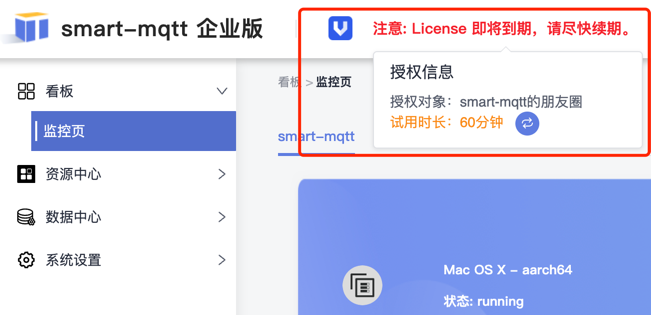 smart-mqtt 企业版
注意: License 即将到期，请尽快续期。
授权信息
授权对象：smart-mqtt的朋友圈
试用时长：60分钟
看板
监控页
资源中心
数据中心
系统设置
看板 > 监控页
smart-mqtt
Mac OS X - aarch64
状态: running